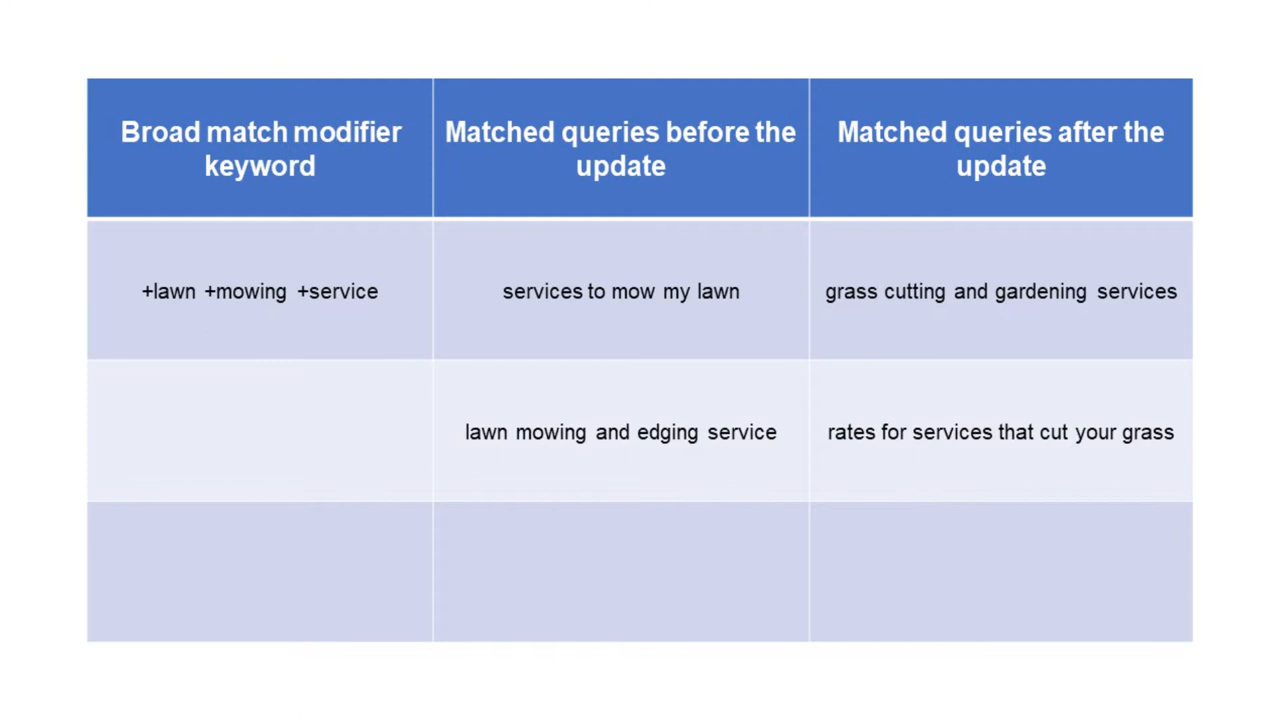 Broad match modifier
keyword
Matched queries before the
update
Matched queries after the
update
+lawn +mowing +service
services to mow my lawn
grass cutting and gardening services
lawn mowing and edging service
rates for services that cut your grass